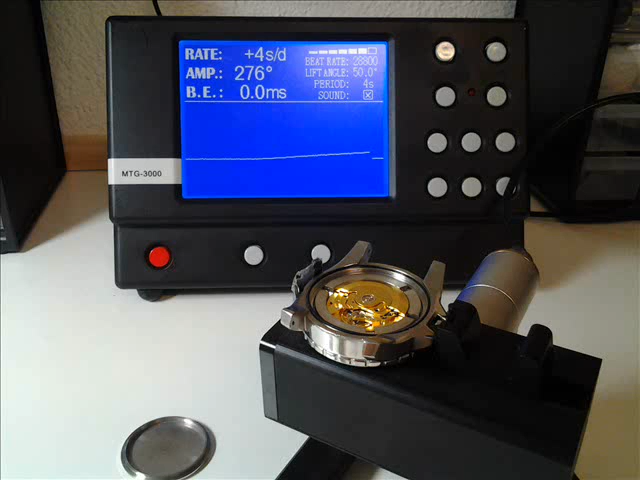 RATE: +4s/d
AMP.: 276°
B.E.: 0.0ms
BEAT RATE: 28800
LIFT ANGLE: 50.0°
PERIOD: 4s
SOUND:
MTG-3000